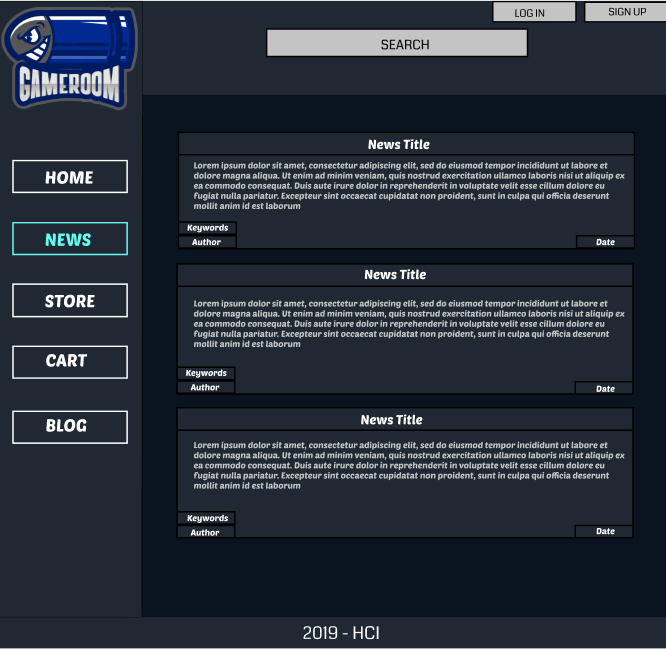 LOG IN
SIGN UP
SEARCH
GAMEROOM
HOME
NEWS
STORE
CART
BLOG
News Title
Lorem ipsum dolor sit amet, consectetur adipiscing elit, sed do eiusmod tempor incididunt ut labore et
dolore magna aliqua. Ut enim ad minim veniam, quis nostrud exercitation ullamco laboris nisi ut aliquip ex
ea commodo consequat. Duis aute irure dolor in reprehenderit in voluptate velit esse cillum dolore eu
fugiat nulla pariatur. Excepteur sint occaecat cupidatat non proident, sunt in culpa qui officia deserunt
mollit anim id est laborum
Keywords
Author
Date
News Title
Lorem ipsum dolor sit amet, consectetur adipiscing elit, sed do eiusmod tempor incididunt ut labore et
dolore magna aliqua. Ut enim ad minim veniam, quis nostrud exercitation ullamco laboris nisi ut aliquip ex
ea commodo consequat. Duis aute irure dolor in reprehenderit in voluptate velit esse cillum dolore eu
fugiat nulla pariatur. Excepteur sint occaecat cupidatat non proident, sunt in culpa qui officia deserunt
mollit anim id est laborum
Keywords
Author
Date
News Title
Lorem ipsum dolor sit amet, consectetur adipiscing elit, sed do eiusmod tempor incididunt ut labore et
dolore magna aliqua. Ut enim ad minim veniam, quis nostrud exercitation ullamco laboris nisi ut aliquip ex
ea commodo consequat. Duis aute irure dolor in reprehenderit in voluptate velit esse cillum dolore eu
fugiat nulla pariatur. Excepteur sint occaecat cupidatat non proident, sunt in culpa qui officia deserunt
mollit anim id est laborum
Keywords
Author
Date
2019 - HCI